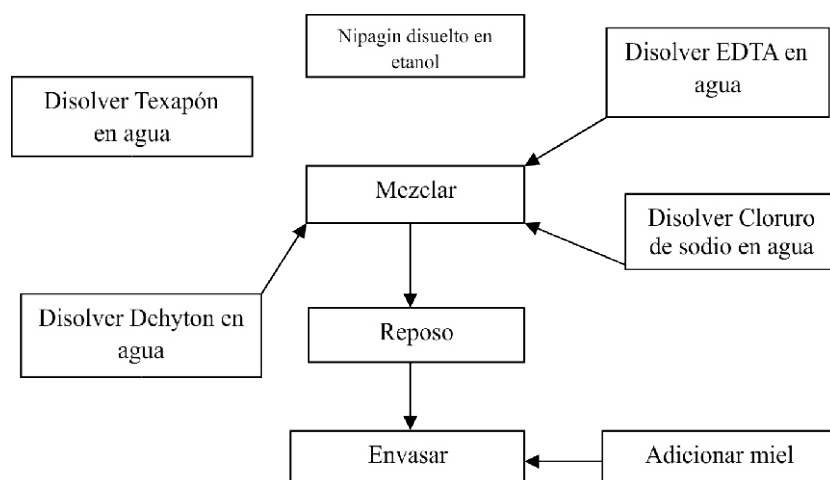 Nipagin disuelto en
etanol
Disolver EDTA en
agua
Disolver Texapón
en agua
Mezclar
Disolver Cloruro
de sodio en agua
Disolver Dehyton en
agua
Reposo
Envasar
Adicionar miel